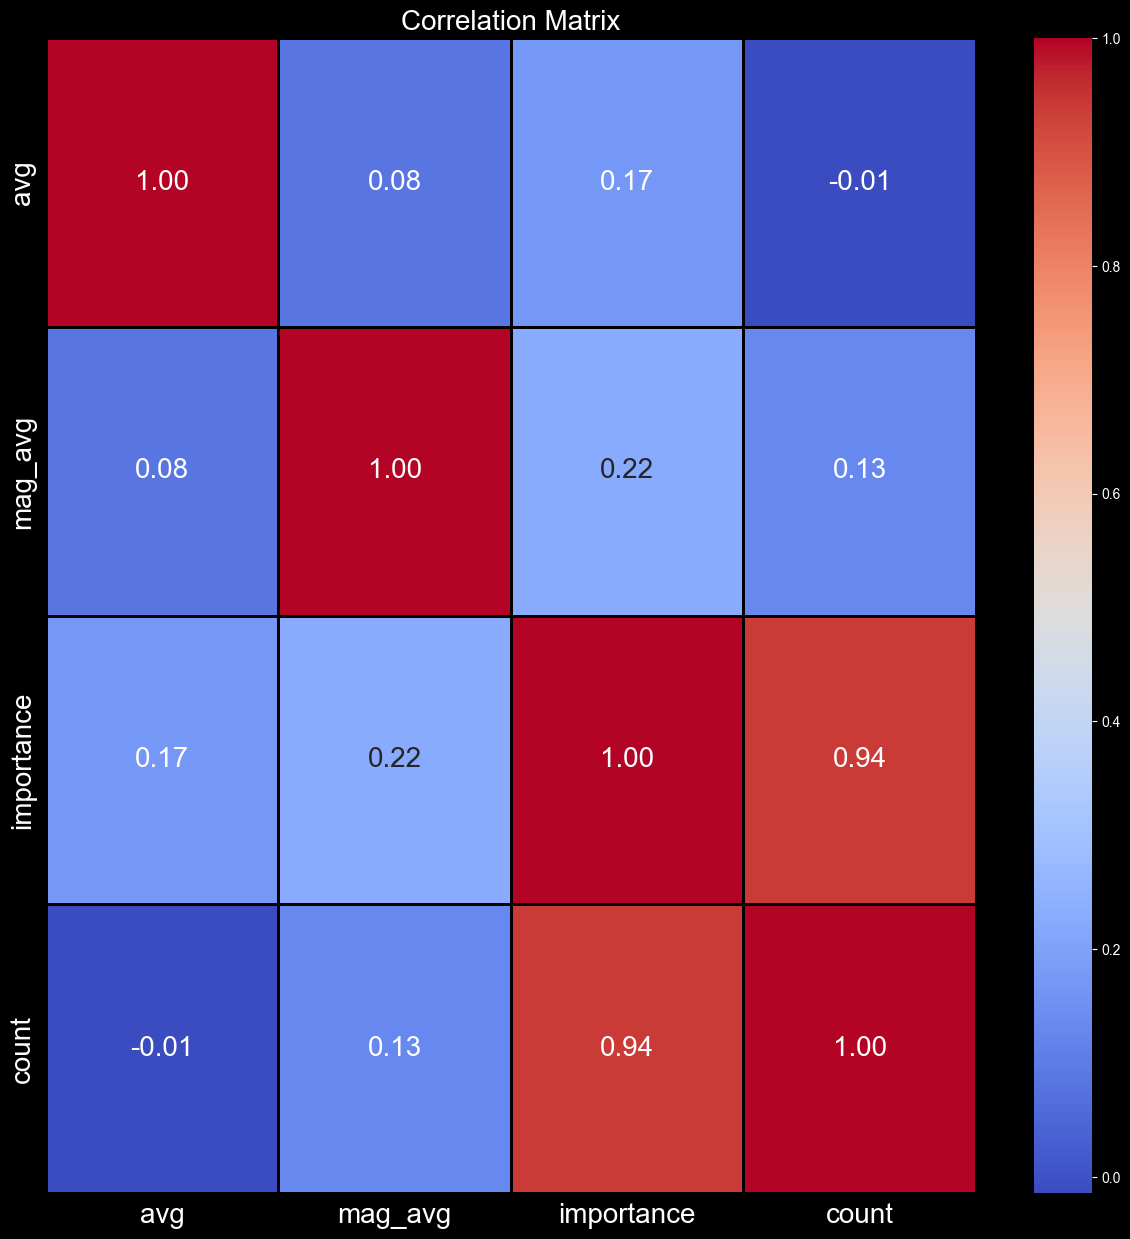 Correlation Matrix
avg 1.00 0.08 0.17 -0.01
mag_avg 0.08 1.00 0.22 0.13
importance 0.17 0.22 1.00 0.94
count -0.01 0.13 0.94 1.00
avg mag_avg importance count
1.0
0.8
0.6
0.4
0.2
0.0